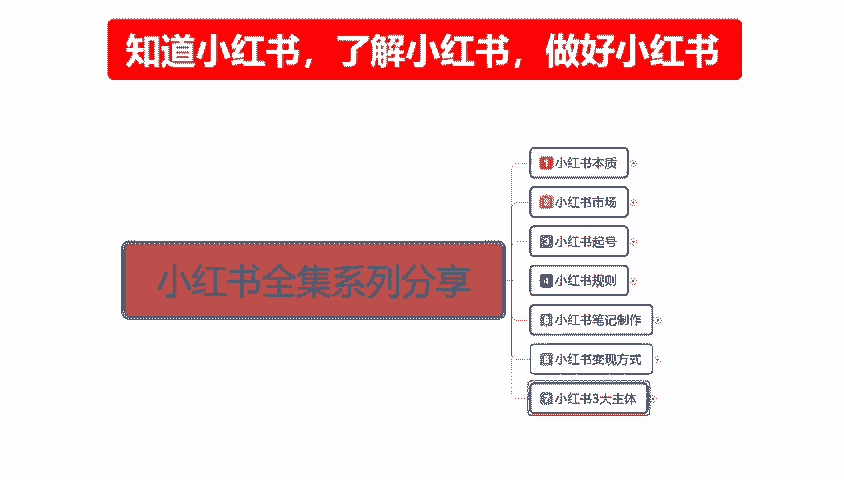 知道小红书，了解小红书，做好小红书
小红书全集系列分享
1 小红书本质
2 小红书市场
3 小红书起号
4 小红书规则
5 小红书笔记制作
6 小红书变现方式
7 小红书3大主体